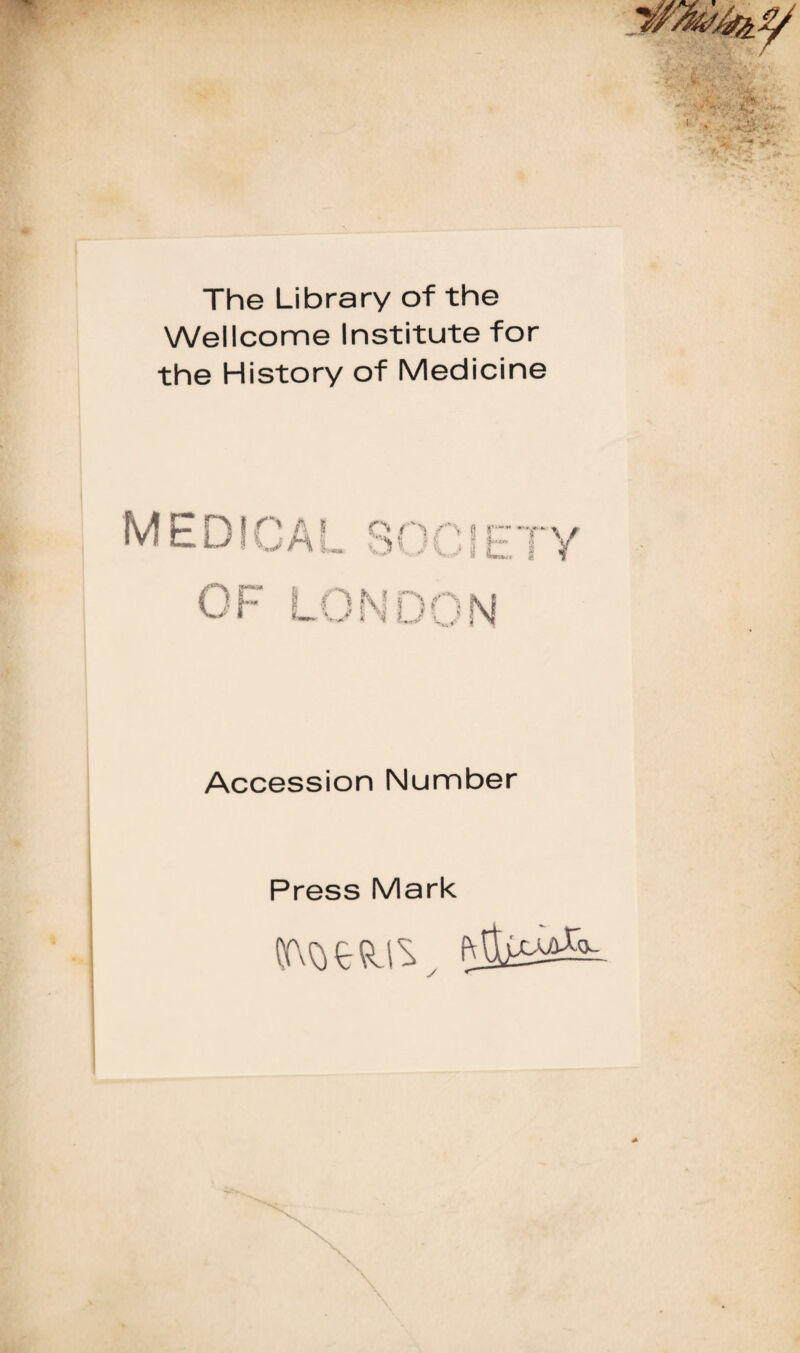 The Library of the
Wellcome Institute for
the History of Medicine
MEDICAL SOCIETY
OF LONDON
Accession Number
Press Mark